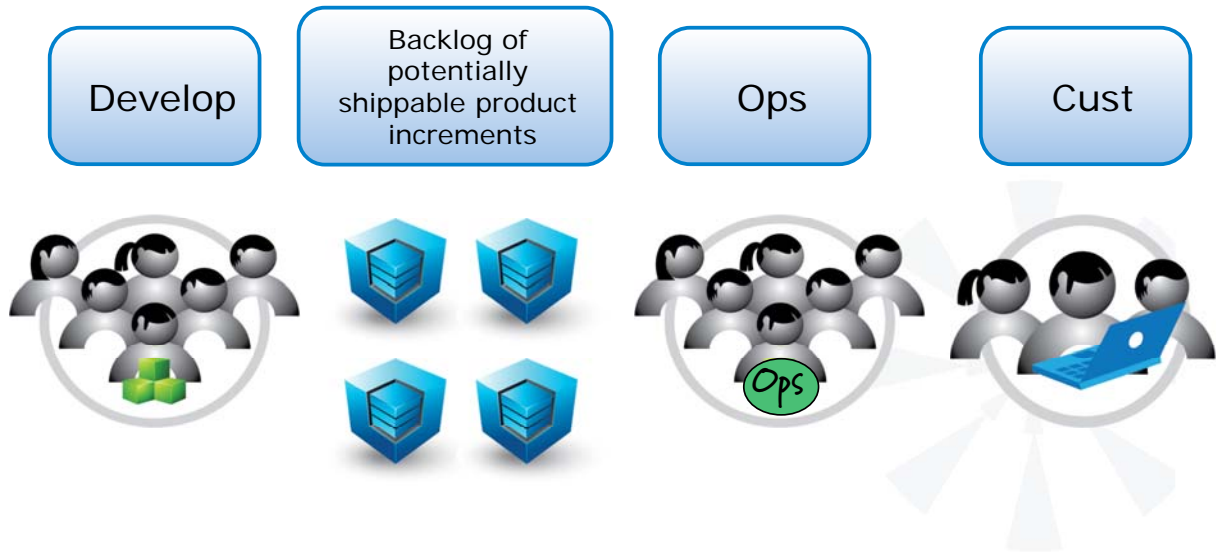 Develop
Backlog of
potentially
shippable product
increments
Ops
Cust
Ops